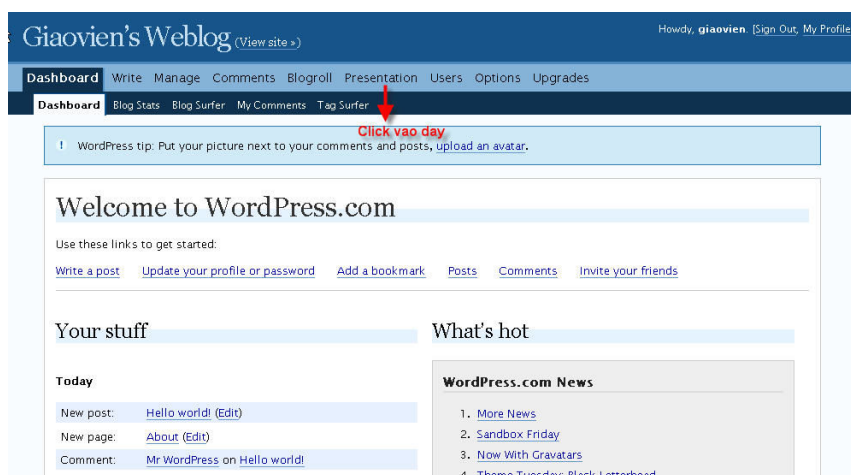 Giaovien's Weblog (View site »)
Howdy, giaovien. [Sign Out, My Profile
Dashboard Write Manage Comments Blogroll Presentation Users Options Upgrades
Dashboard Blog Stats Blog Surfer My Comments Tag Surfer
Click vao day
! WordPress tip: Put your picture next to your comments and posts, upload an avatar.
Welcome to WordPress.com
Use these links to get started:
Write a post Update your profile or password Add a bookmark Posts Comments Invite your friends
Your stuff
Today
New post: Hello world! (Edit)
New page: About (Edit)
Comment: Mr WordPress on Hello world!
What's hot
WordPress.com News
1. More News
2. Sandbox Friday
3. Now With Gravatars
4. Theme Tuesday: Black-Letterhead